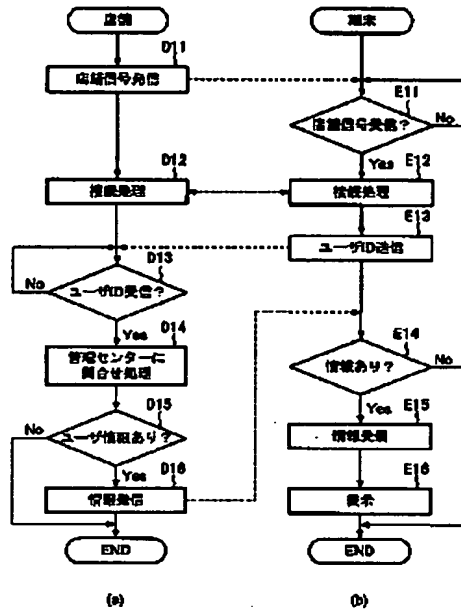 店舗
D11
店舗信号発信
D12
接続処理
D13
ユーザID受信?
No
Yes
D14
管理センターに
問合せ処理
D15
ユーザ情報あり?
No
Yes
D16
情報発信
END
(a)
端末
E11
店舗信号受信?
No
Yes
E12
接続処理
E13
ユーザID送信
E14
情報あり?
No
Yes
E15
情報受信
E16
表示
END
(b)